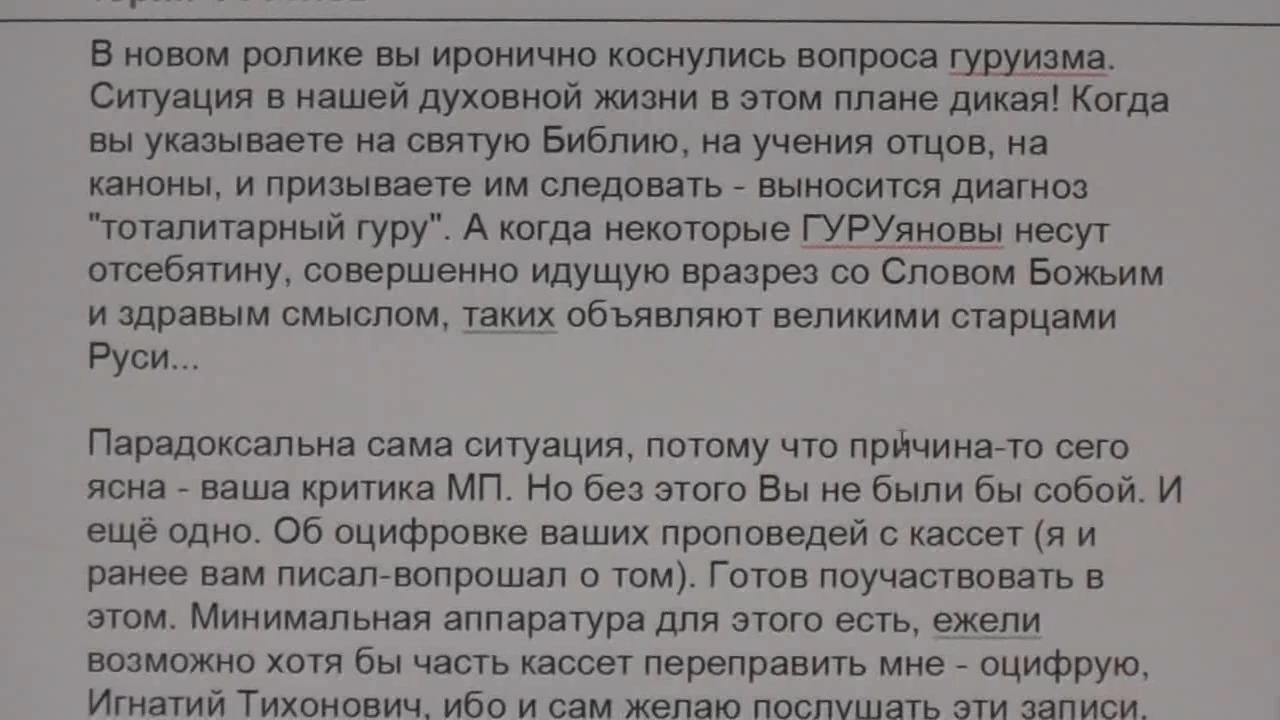 В новом ролике вы иронично коснулись вопроса гуруизма.
Ситуация в нашей духовной жизни в этом плане дикая! Когда
вы указываете на святую Библию, на учения отцов, на
каноны, и призываете им следовать - выносится диагноз
"тоталитарный гуру". А когда некоторые ГУРУяновы несут
отсебятину, совершенно идущую вразрез со Словом Божьим
и здравым смыслом, таких объявляют великими старцами
Руси...
Парадоксальна сама ситуация, потому что причина-то сего
ясна - ваша критика МП. Но без этого Вы не были бы собой. И
ещё одно. Об оцифровке ваших проповедей с кассет (я и
ранее вам писал-вопрошал о том). Готов поучаствовать в
этом. Минимальная аппаратура для этого есть, ежели
возможно хотя бы часть кассет переправить мне - оцифрую,
Игнатий Тихонович, ибо и сам желаю послушать эти записи.